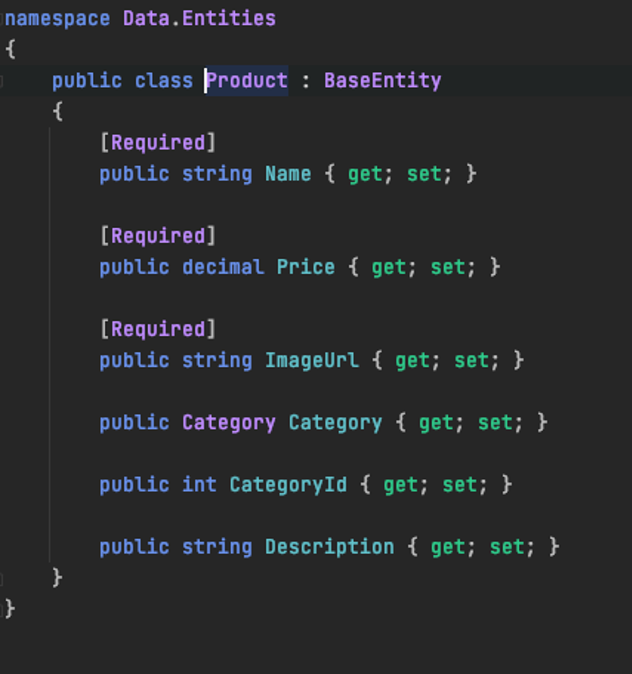 namespace Data.Entities
{
public class Product : BaseEntity
{
[Required]
public string Name { get; set; }
[Required]
public decimal Price { get; set; }
[Required]
public string ImageUrl { get; set; }
public Category Category { get; set; }
public int CategoryId { get; set; }
public string Description { get; set; }
}
}